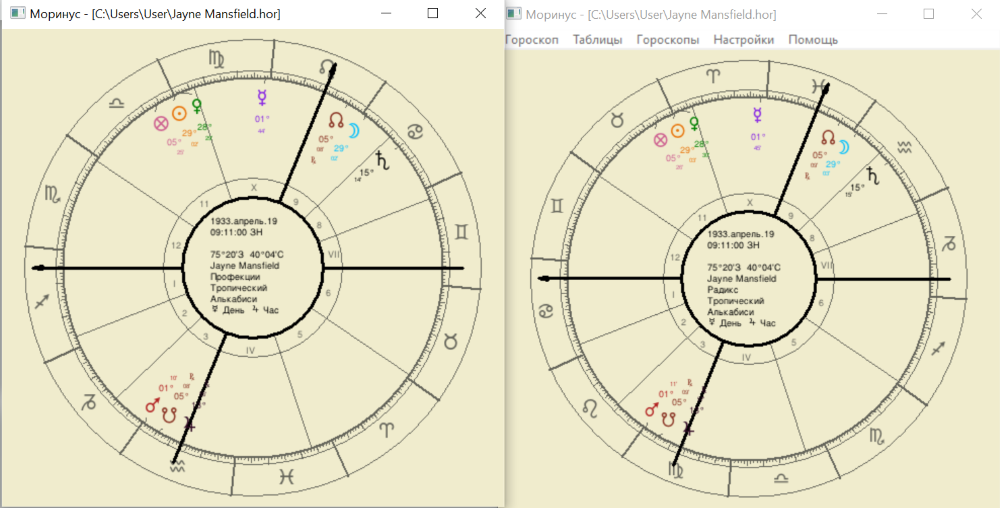 Моринус - [C:\Users\User\Jayne Mansfield.hor]
X
11
9
12
VII
I
6
2
3
IV
5
1933.апрель.19
09:11:00 ЗН
75°20'З 40°04'С
Jayne Mansfield
Профекции
Тропический
Алькабиси
☿ День ♃ Час
01°
44'
29°
28°
05°
05°
29°
02'
15°
14'
01°
05°
Моринус - [C:\Users\User\Jayne Mansfield.hor]
Гороскоп Таблицы Гороскопы Настройки Помощь
X
11
9
12
VII
I
6
2
3
IV
5
1933.апрель.19
09:11:00 ЗН
75°20'З 40°04'С
Jayne Mansfield
Радикс
Тропический
Алькабиси
☿ День ♃ Час
01°
45'
29°
28°
05°
05°
29°
15°
01°
05°